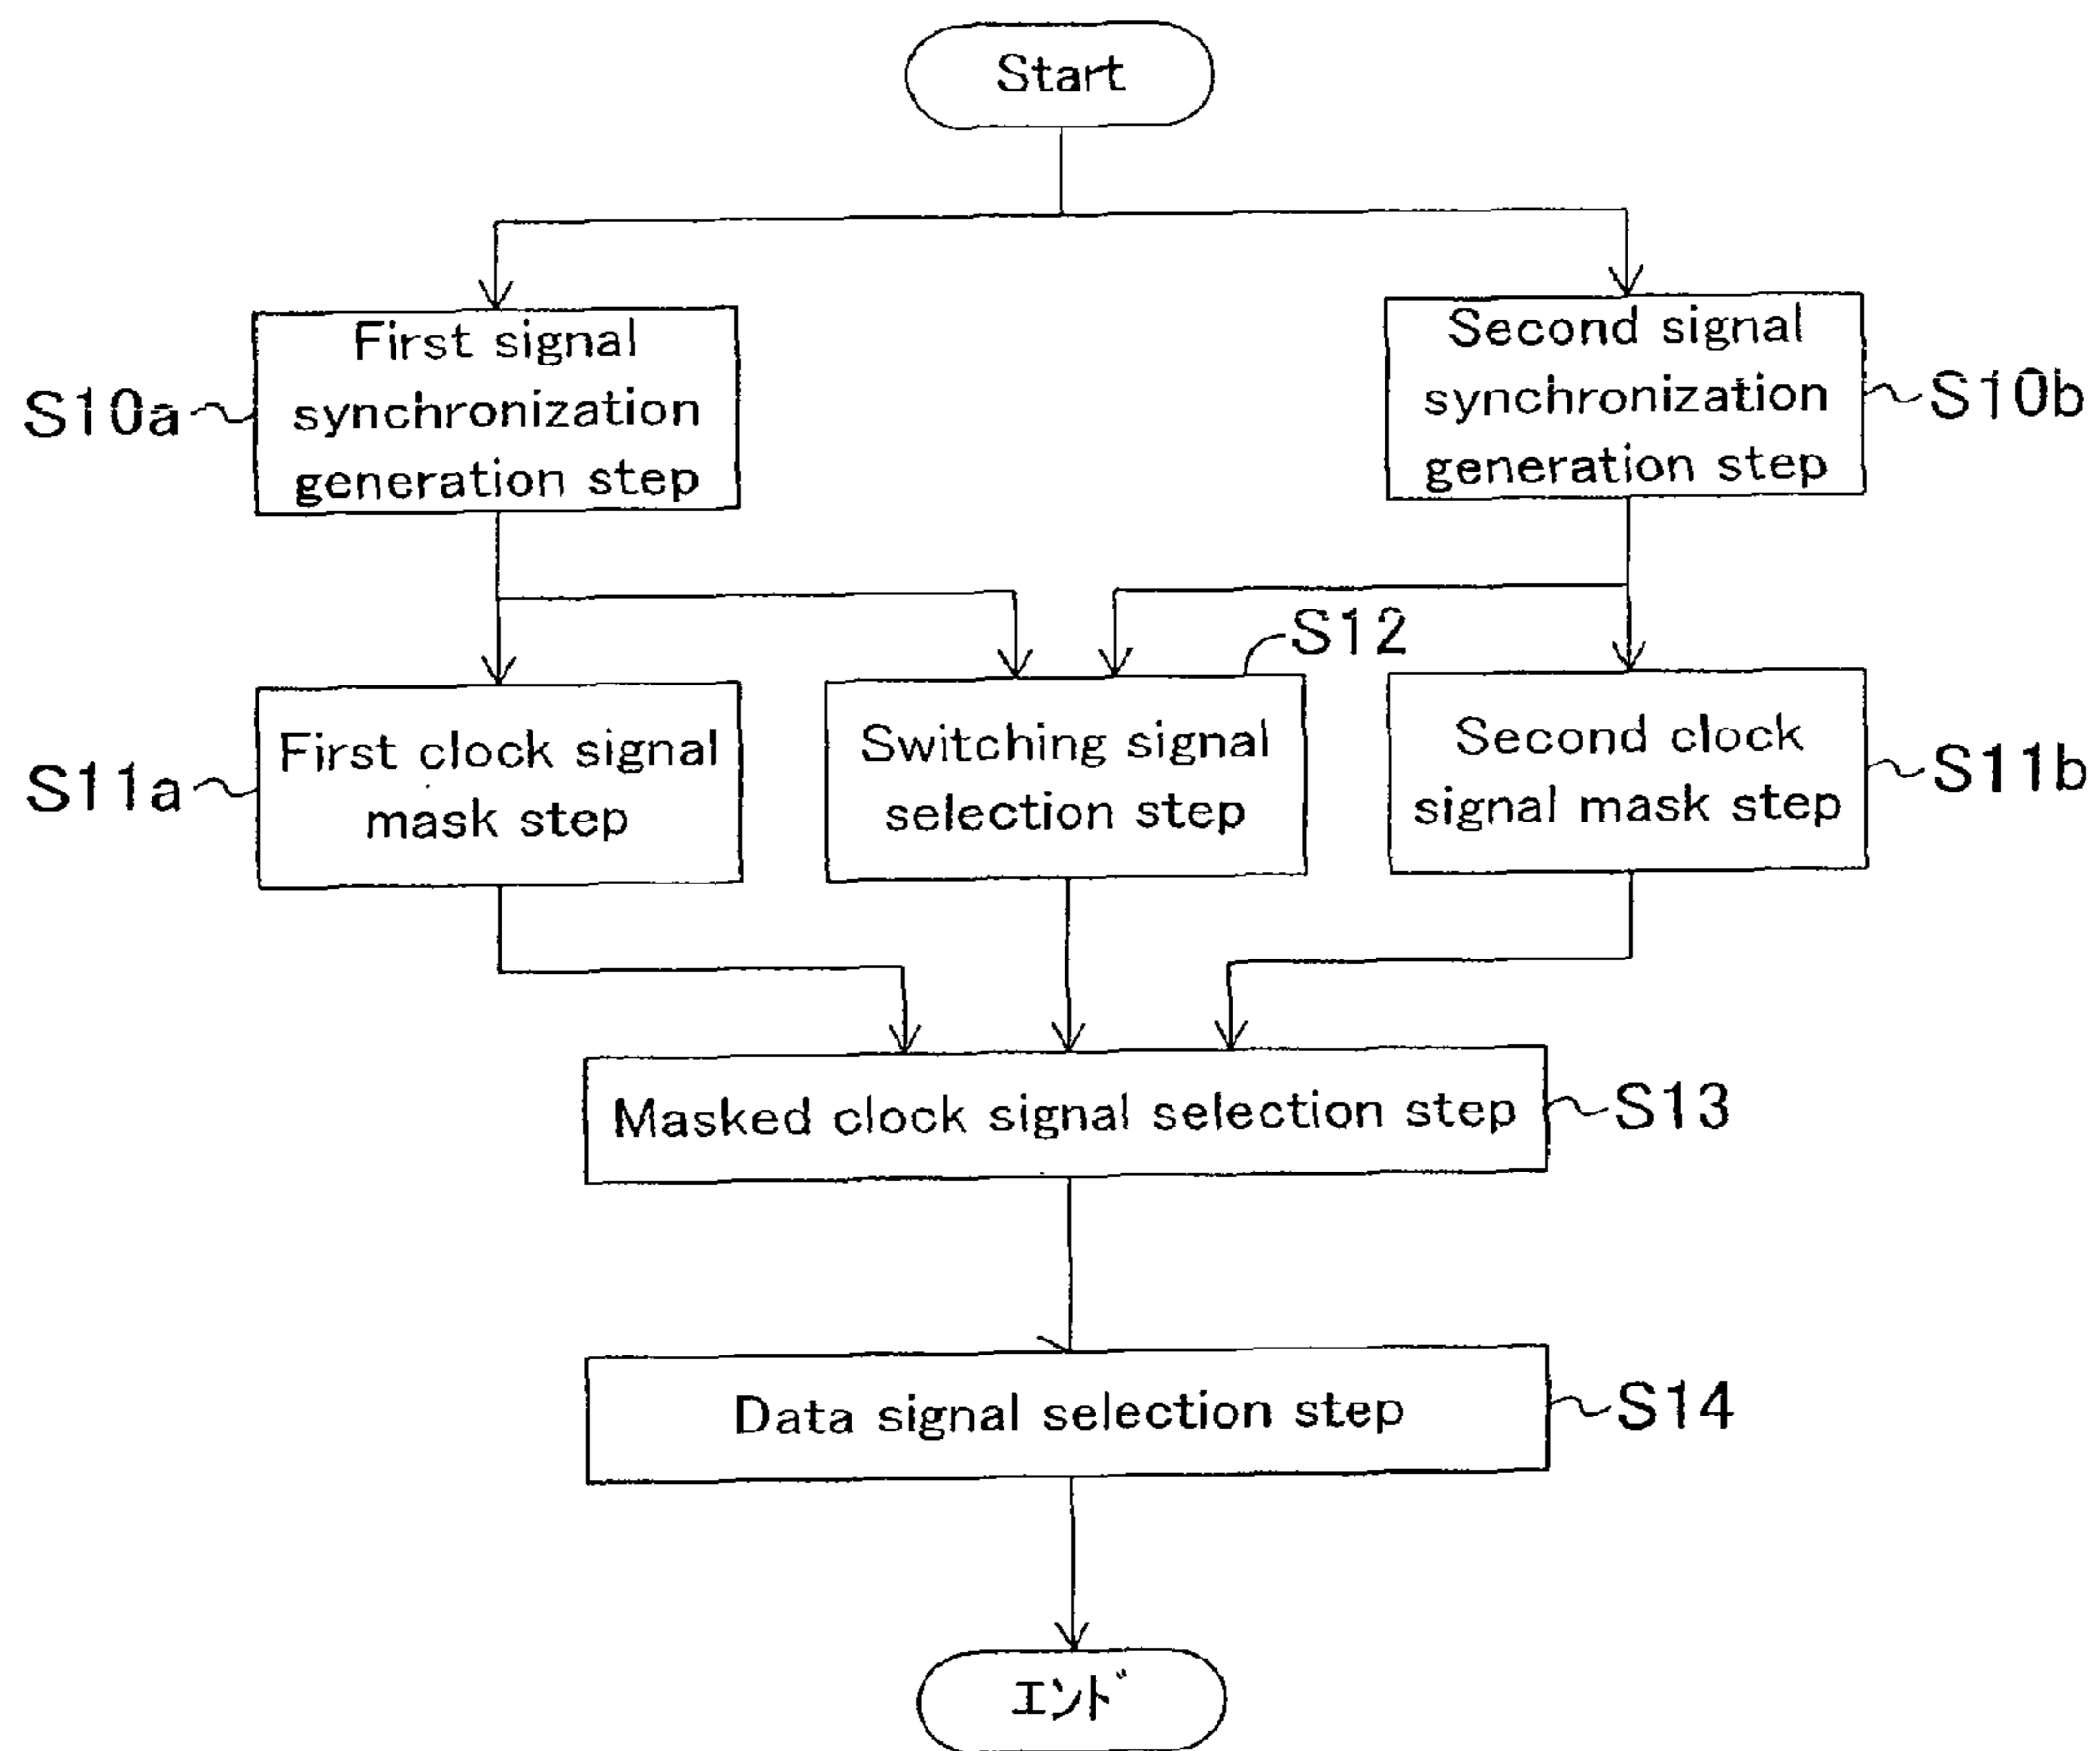 Start
First signal
synchronization
generation step
S10a
Second signal
synchronization
generation step
S10b
First clock signal
mask step
S11a
Switching signal
selection step
S12
Second clock
signal mask step
S11b
Masked clock signal selection step
S13
Data signal selection step
S14
エンド